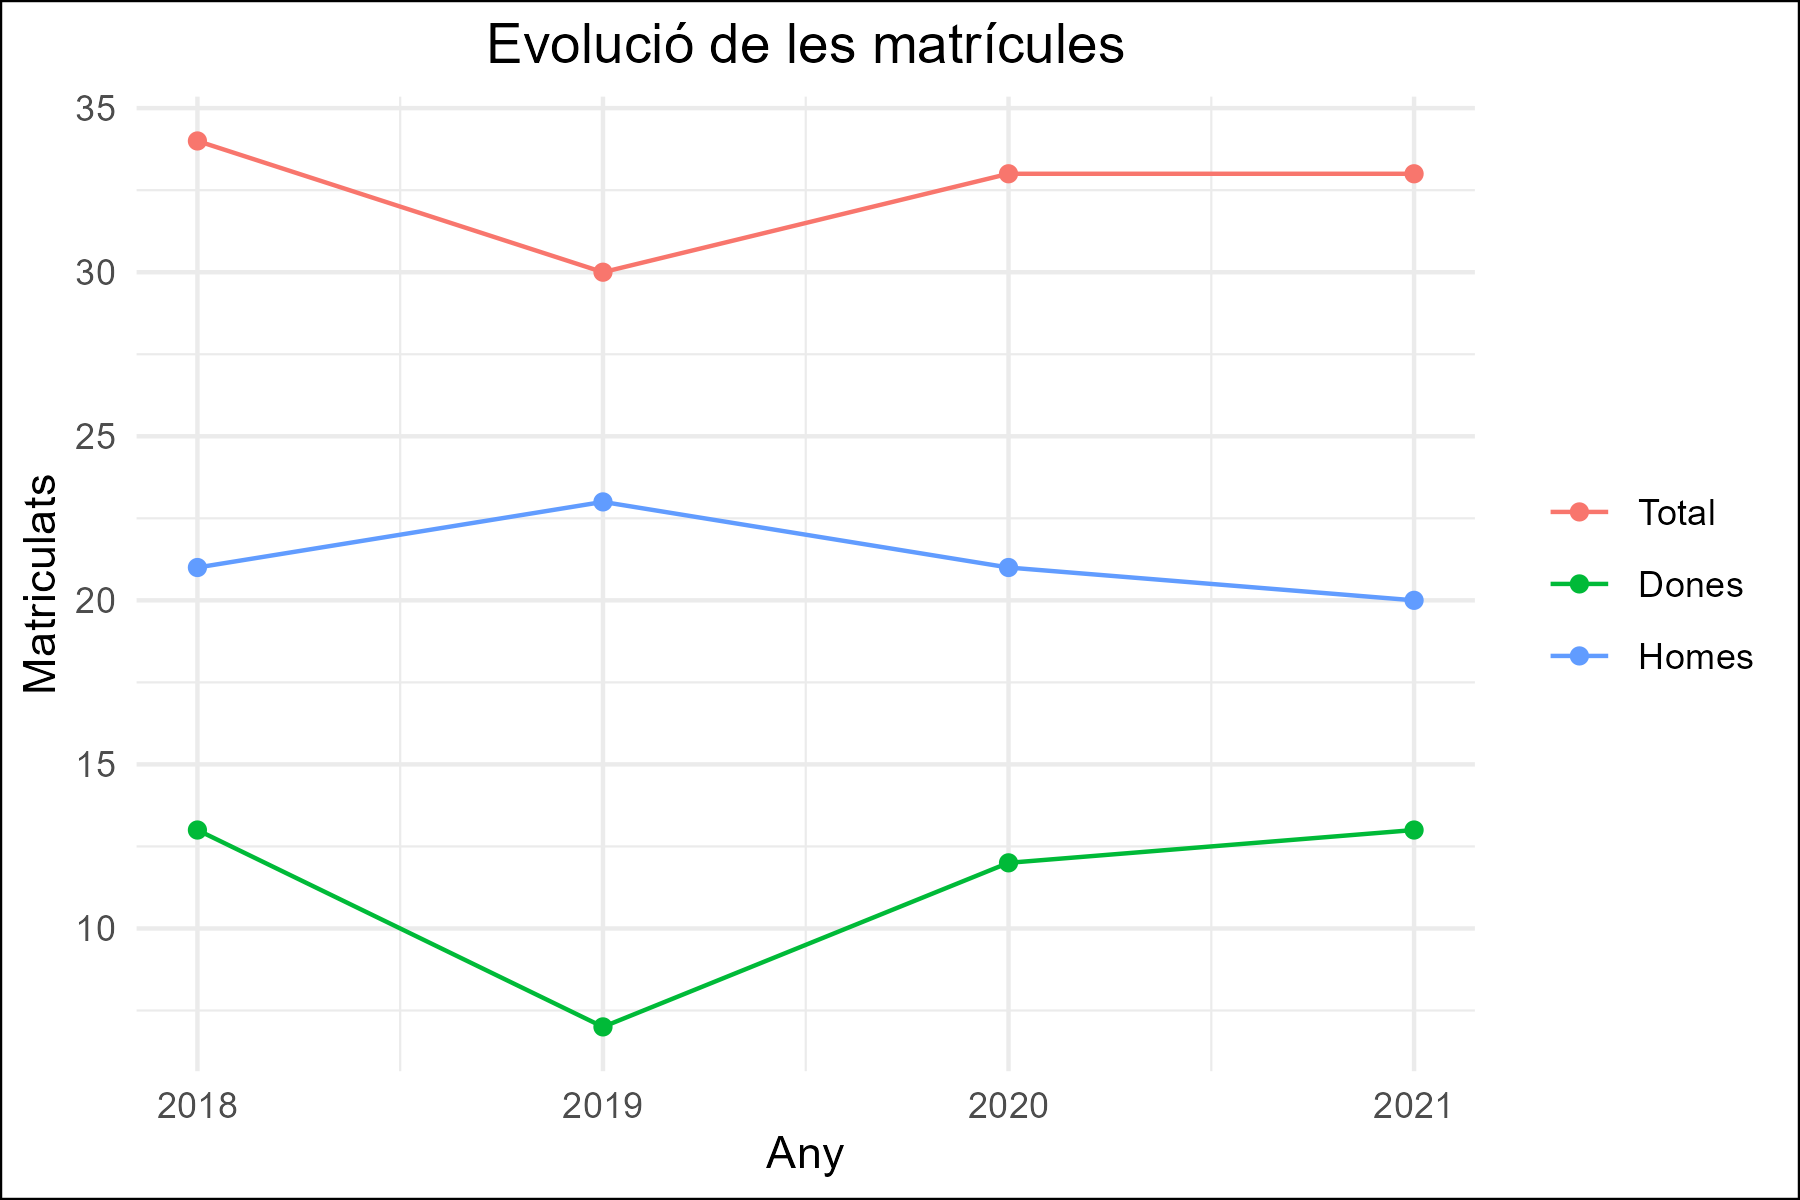 Evolució de les matrícules
35
30
25
20
15
10
Matriculats
2018
2019
2020
2021
Any
Total
Dones
Homes